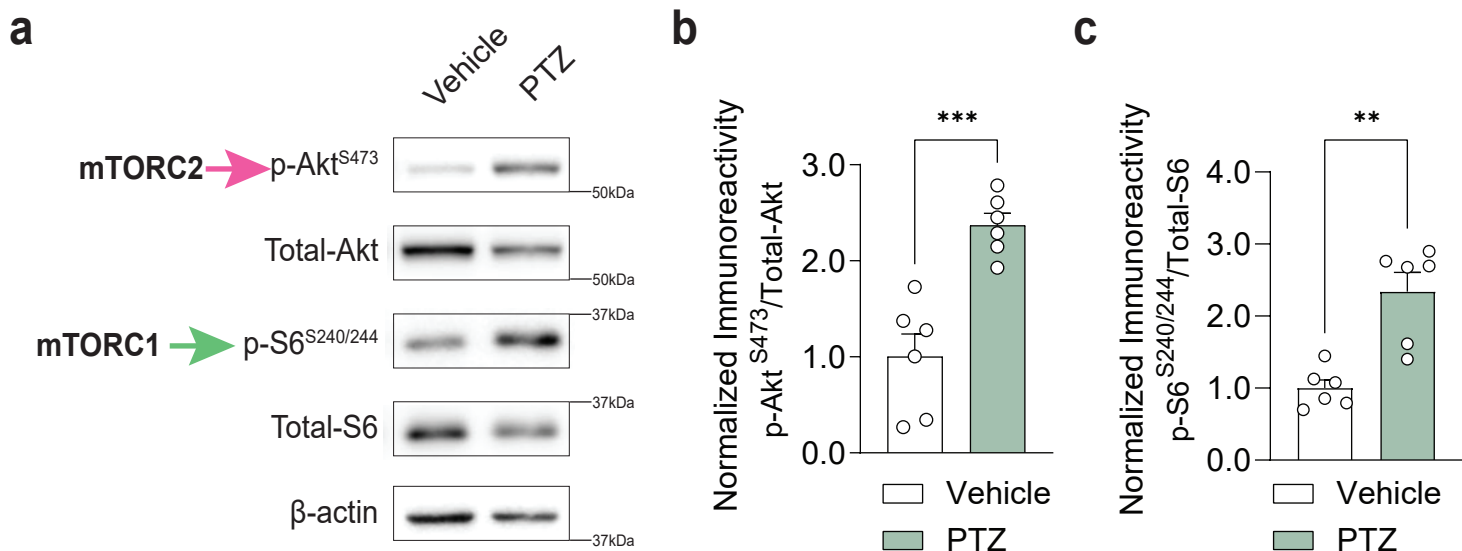 a
Vehicle
PTZ
mTORC2
p-Akt^S473
50kDa
Total-Akt
50kDa
37kDa
mTORC1
p-S6^S240/244
37kDa
Total-S6
β-actin
37kDa
b
Normalized Immunoreactivity
p-Akt^S473/Total-Akt
***
3.0
2.0
1.0
0.0
Vehicle
PTZ
c
Normalized Immunoreactivity
p-S6^S240/244/Total-S6
**
4.0
3.0
2.0
1.0
0.0
Vehicle
PTZ